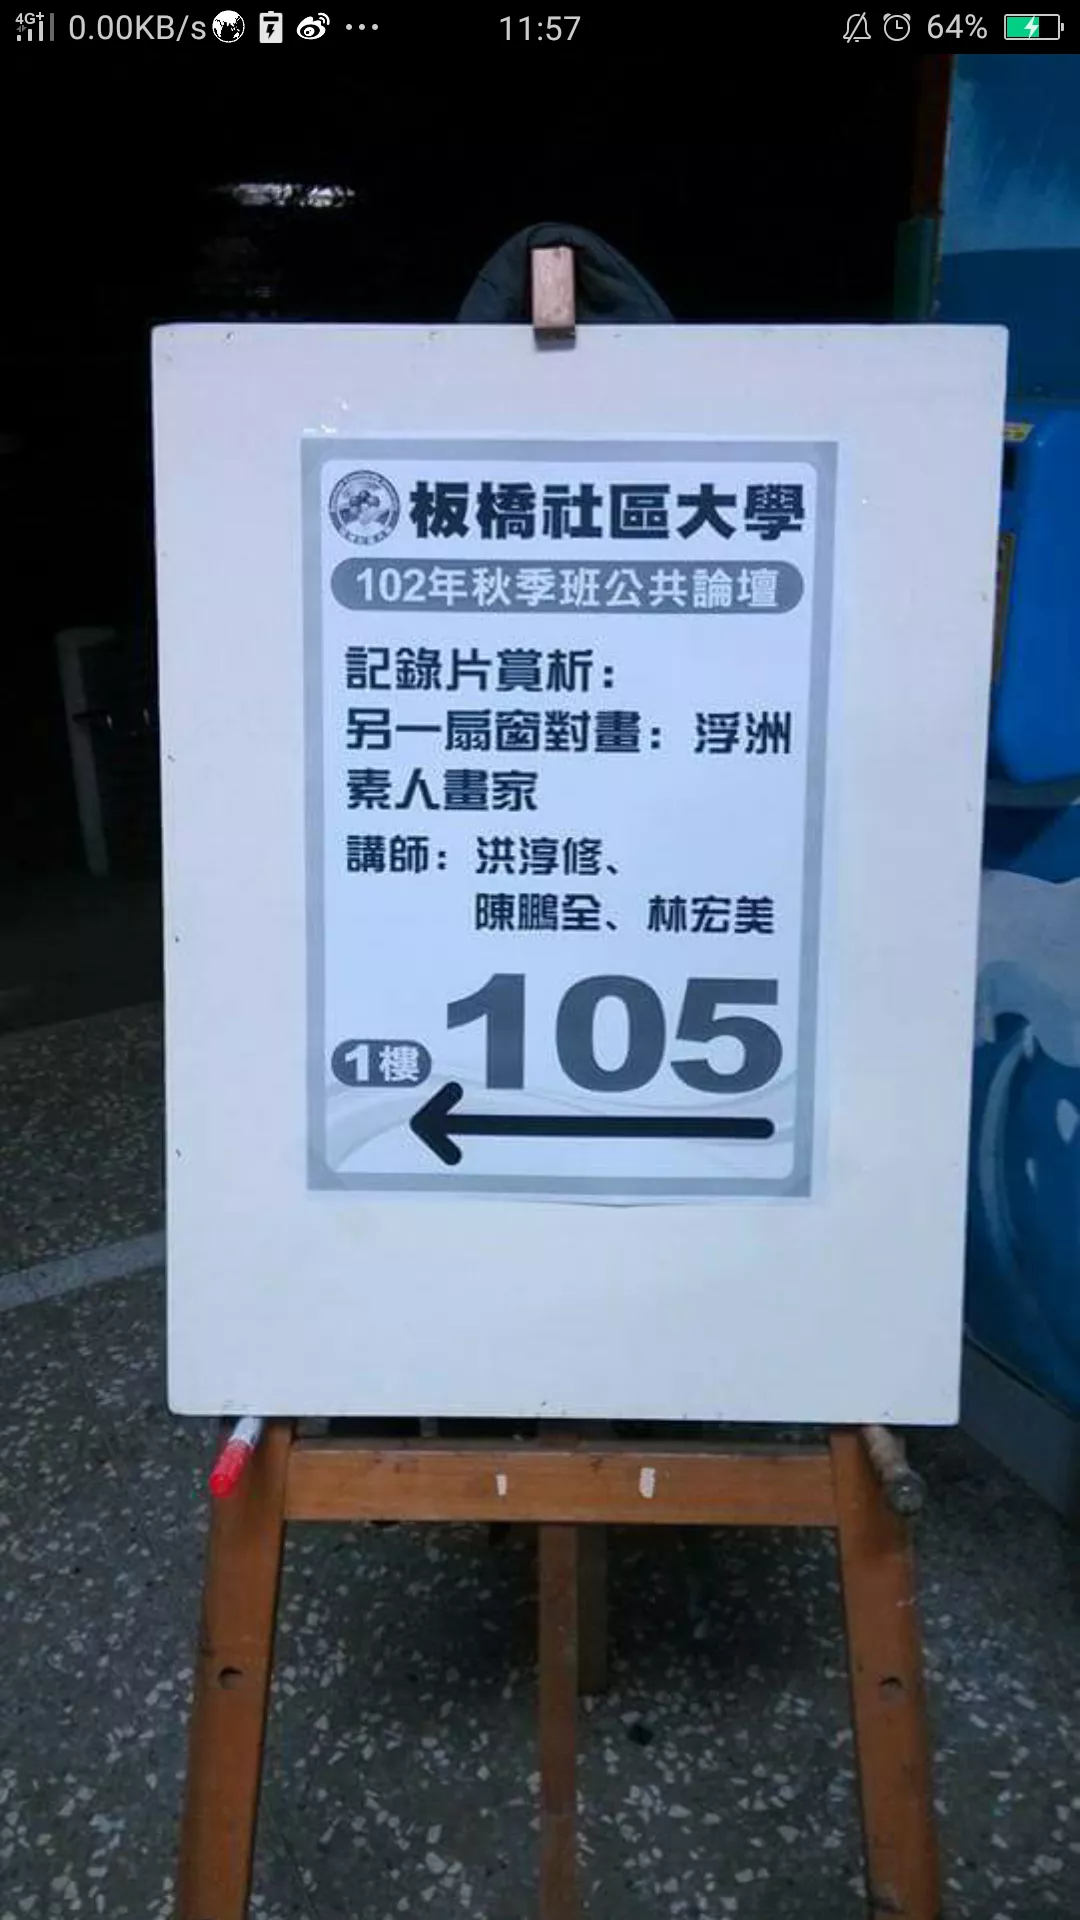 4G+ 0.00KB/s 11:57 64%
板橋社區大學
102年秋季班公共論壇
記錄片賞析：
另一扇窗對畫：浮洲
素人畫家
講師：洪淳修、
陳鵬全、林宏美
105
1樓